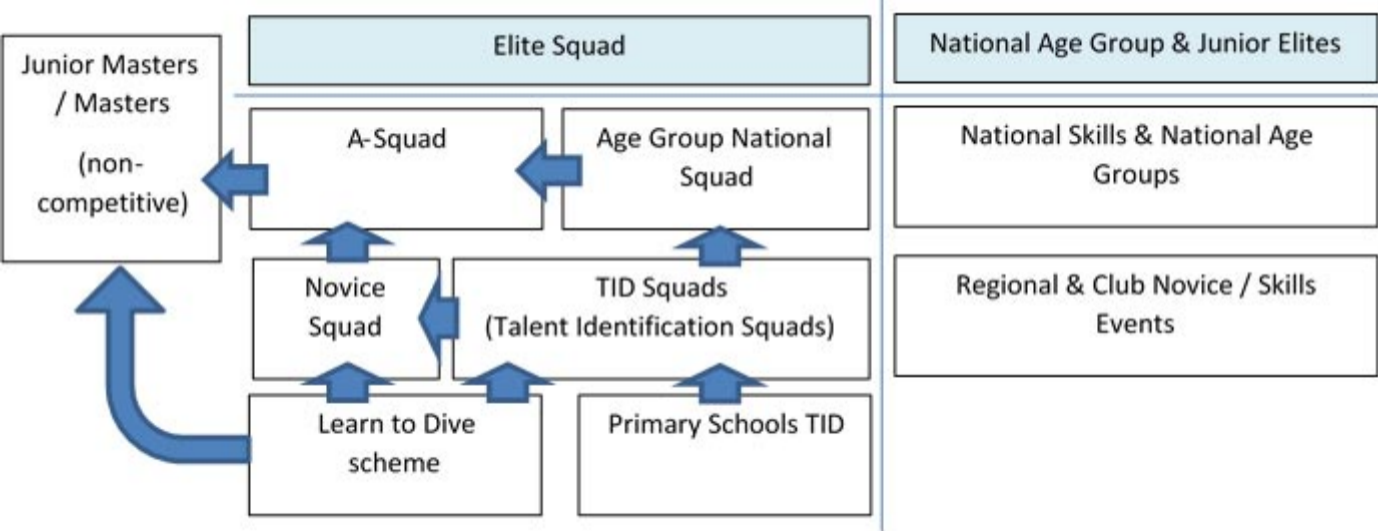 Elite Squad
National Age Group & Junior Elites
Junior Masters
/ Masters
(non-
competitive)
A-Squad
Age Group National
Squad
National Skills & National Age
Groups
Novice
Squad
TID Squads
(Talent Identification Squads)
Regional & Club Novice / Skills
Events
Learn to Dive
scheme
Primary Schools TID